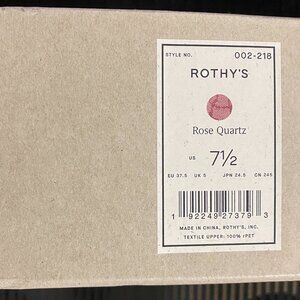 STYLE NO. 002-218
ROTHY'S
Rose Quartz
US 7½
EU 37.5 UK 5 JPN 24.5 CN 245
1 92249 27379 3
MADE IN CHINA, ROTHY'S, INC.
TEXTILE UPPER: 100% rPET